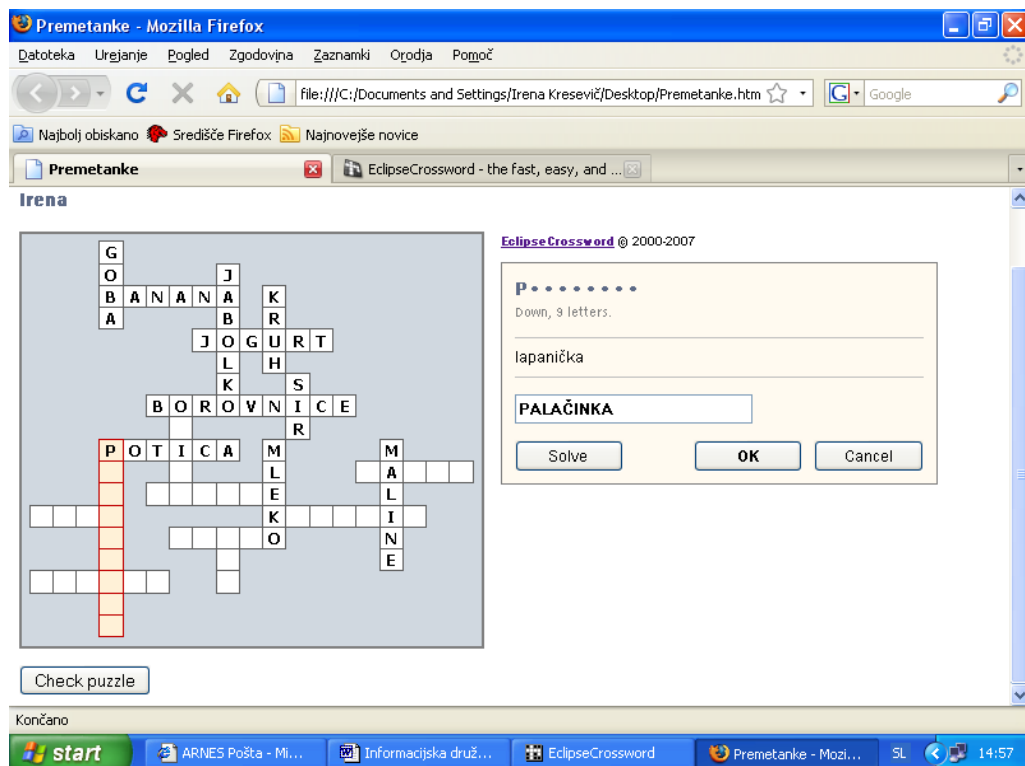 Premetanke - Mozilla Firefox
Datoteka Urejanje Pogled Zgodovina Zaznamki Orodja Pomoč
file:///C:/Documents and Settings/Irena Kresevič/Desktop/Premetanke.htm
G Google
Najbolj obiskano Središče Firefox Najnovejše novice
Premetanke
EclipseCrossword - the fast, easy, and ...
Irena
EclipseCrossword © 2000-2007
P••••••••
Down, 9 letters.
lapanička
PALAČINKA
Solve OK Cancel
G
O J
B A N A N A K
A B R
J O G U R T
L H
K S
B O R O V N I C E
R
P O T I C A M M
L A
E L
K I
O N
E
Check puzzle
Končano
start ARNES Pošta - Mi... Informacijska druž... EclipseCrossword Premetanke - Mozi... SL 14:57